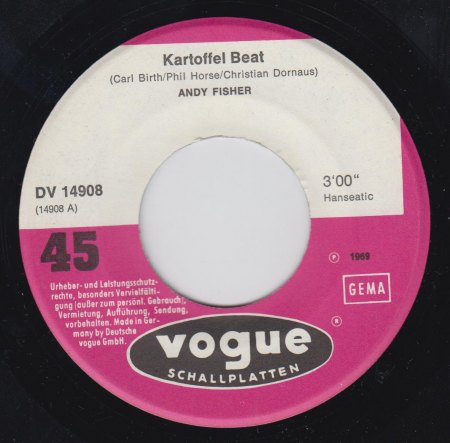 Kartoffel Beat
(Carl Birth/Phil Horse/Christian Dornaus)
ANDY FISHER
DV 14908
(14908 A)
3'00"
Hanseatic
45
℗ 1969
GEMA
Urheber- und Leistungsschutz-
rechte, besonders Vervielfälti-
gung (außer zum persönl. Gebrauch),
Vermietung, Aufführung, Sendung,
vorbehalten. Made in Ger-
many by Deutsche
vogue GmbH.
®
vogue
SCHALLPLATTEN